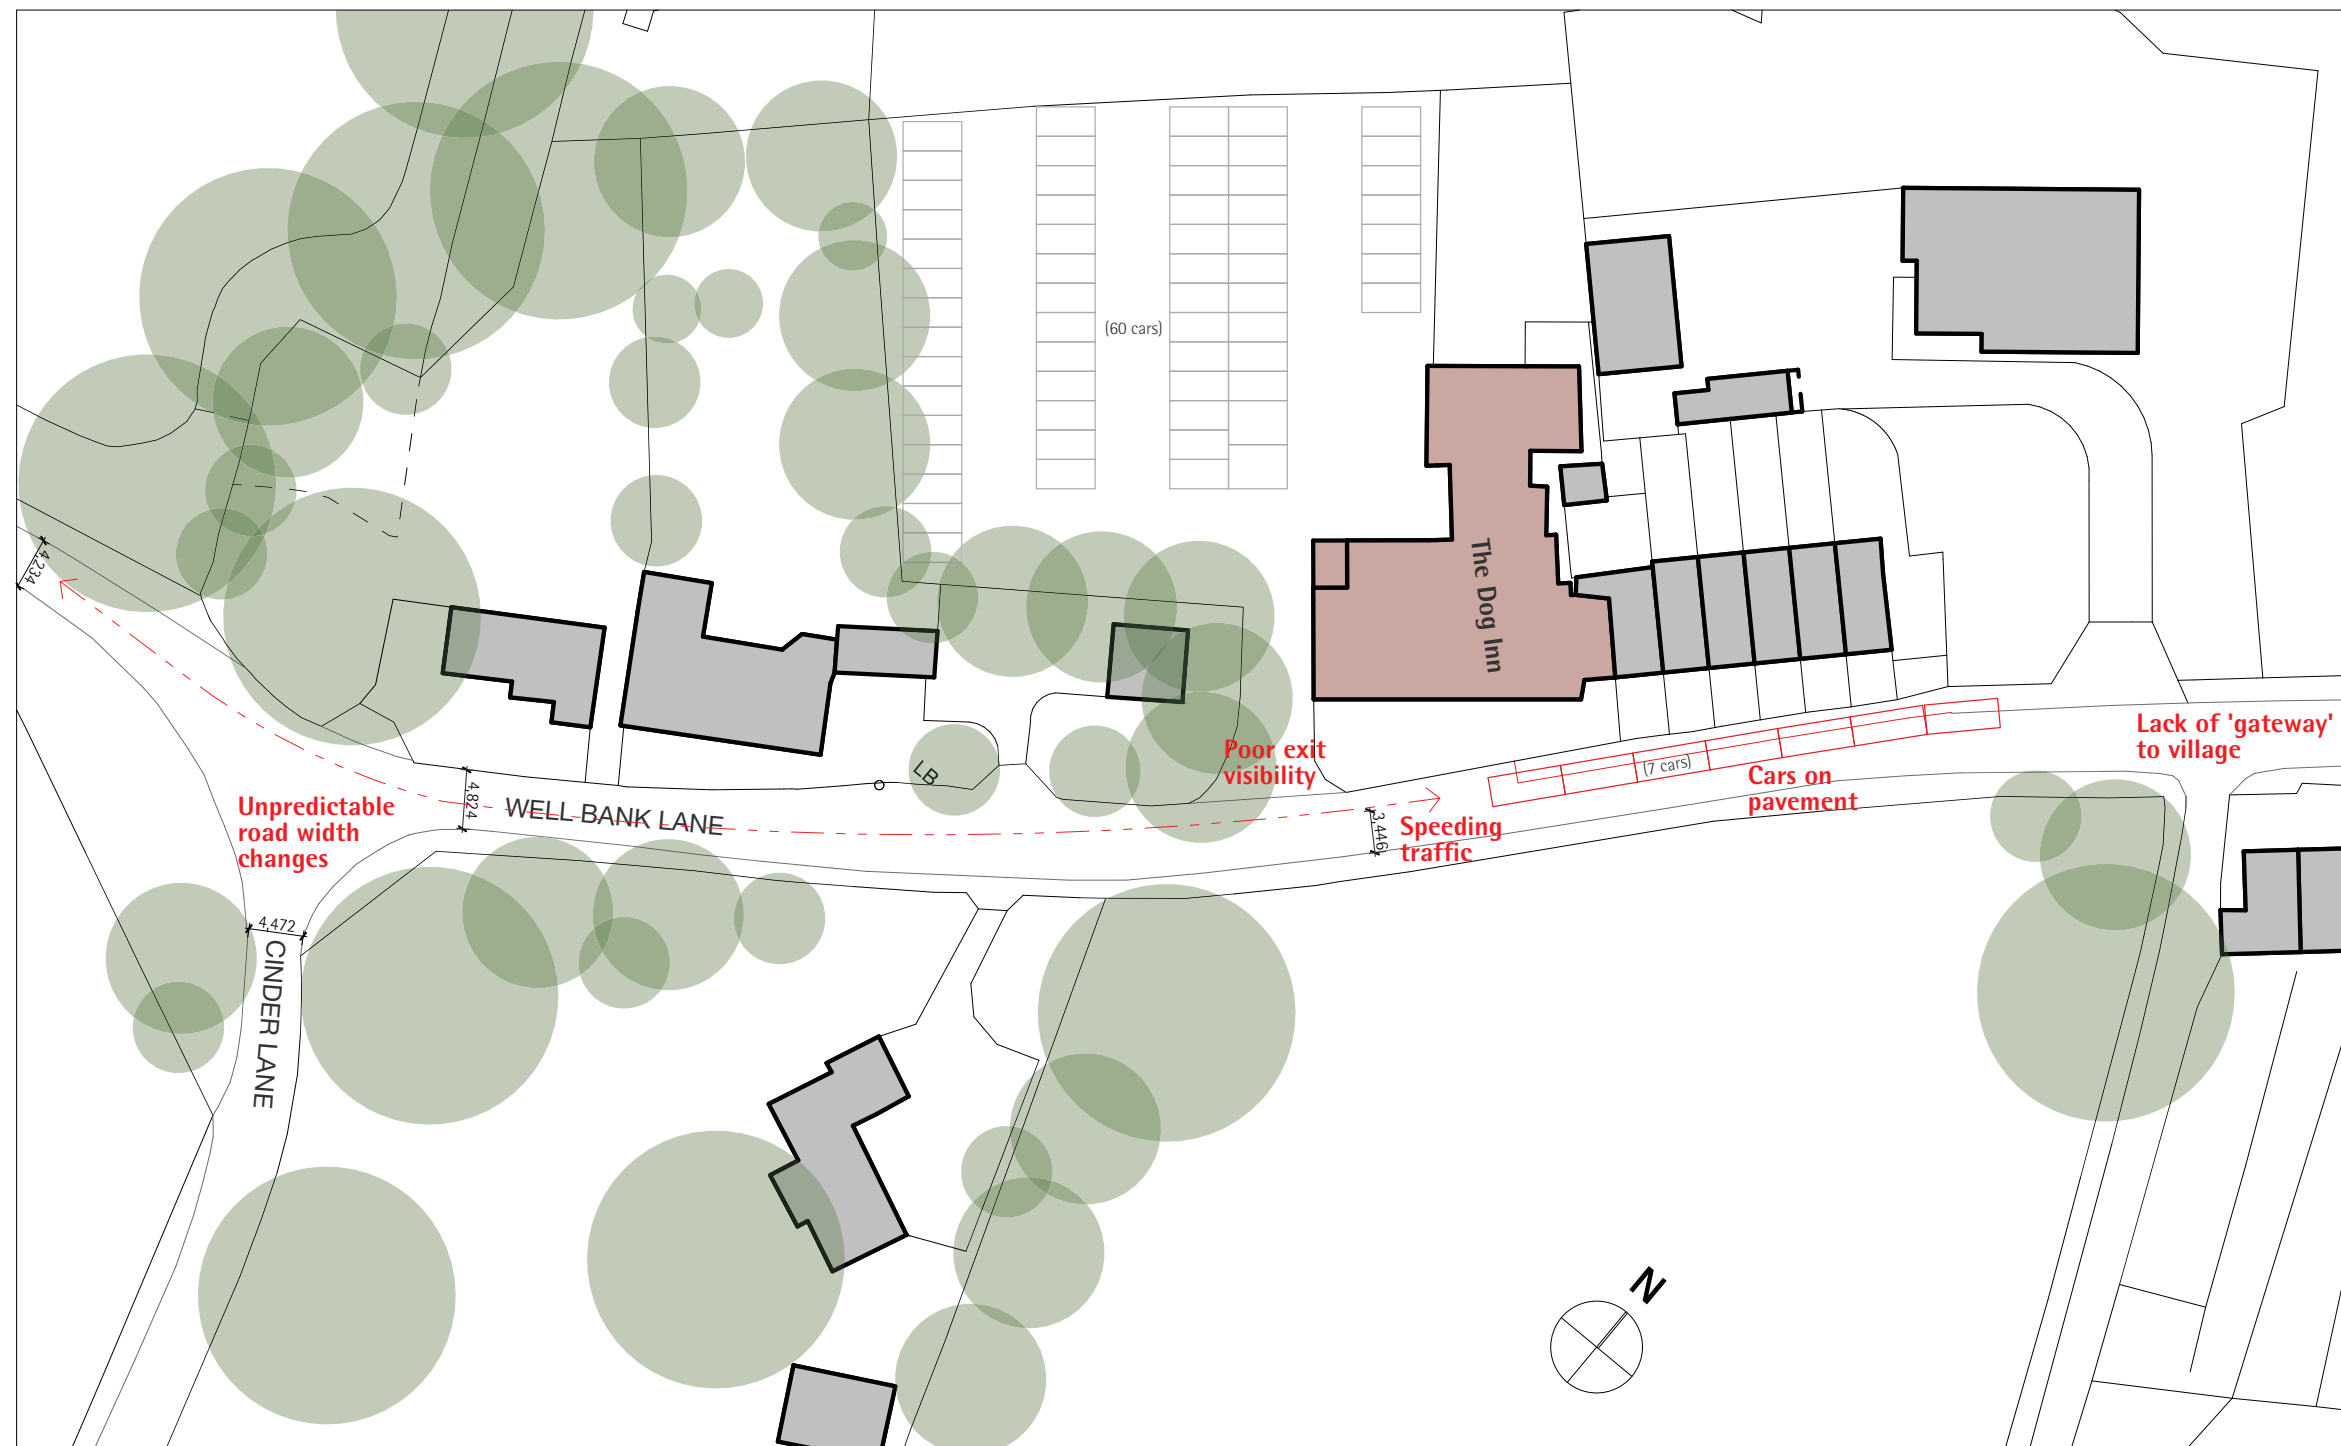 (60 cars)
The Dog Inn
4,234
Poor exit
visibility
Lack of 'gateway'
to village
(7 cars)
Cars on
pavement
LB
4,824
WELL BANK LANE
Unpredictable
road width
changes
3,446
Speeding
traffic
4,472
CINDER LANE
N